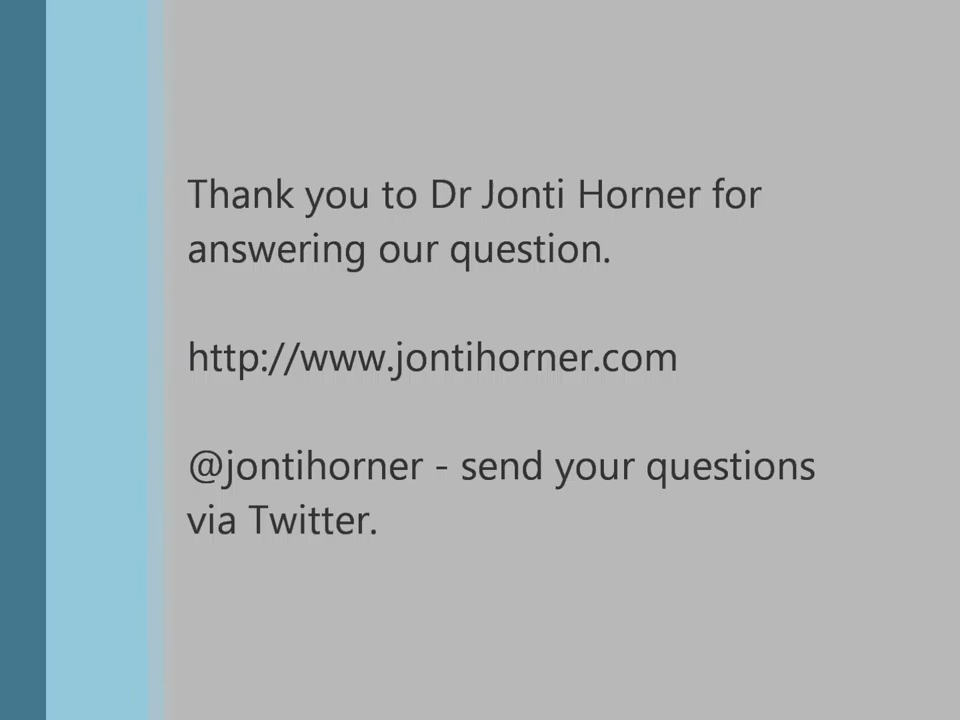 Thank you to Dr Jonti Horner for
answering our question.
http://www.jontihorner.com
@jontihorner - send your questions
via Twitter.